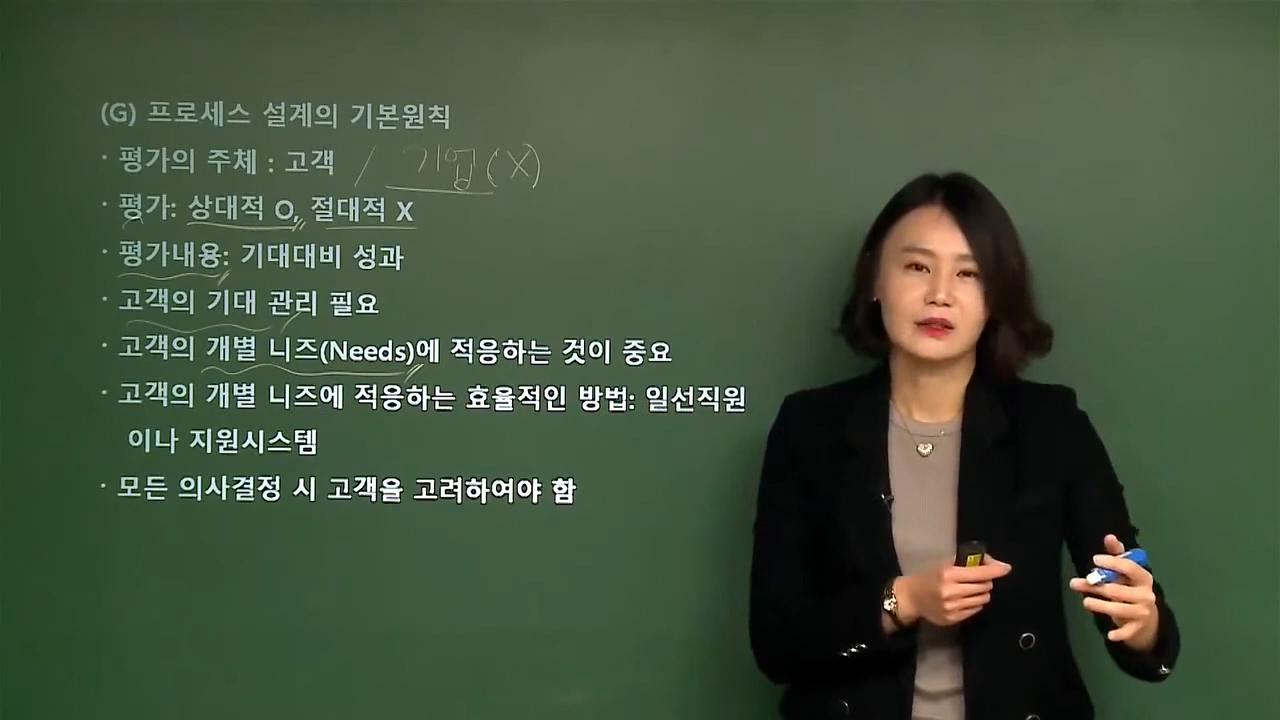 (G) 프로세스 설계의 기본원칙
· 평가의 주체 : 고객 / 기업(X)
· 평가: 상대적 O, 절대적 X
· 평가내용: 기대대비 성과
· 고객의 기대 관리 필요
· 고객의 개별 니즈(Needs)에 적응하는 것이 중요
· 고객의 개별 니즈에 적응하는 효율적인 방법: 일선직원
이나 지원시스템
· 모든 의사결정 시 고객을 고려하여야 함